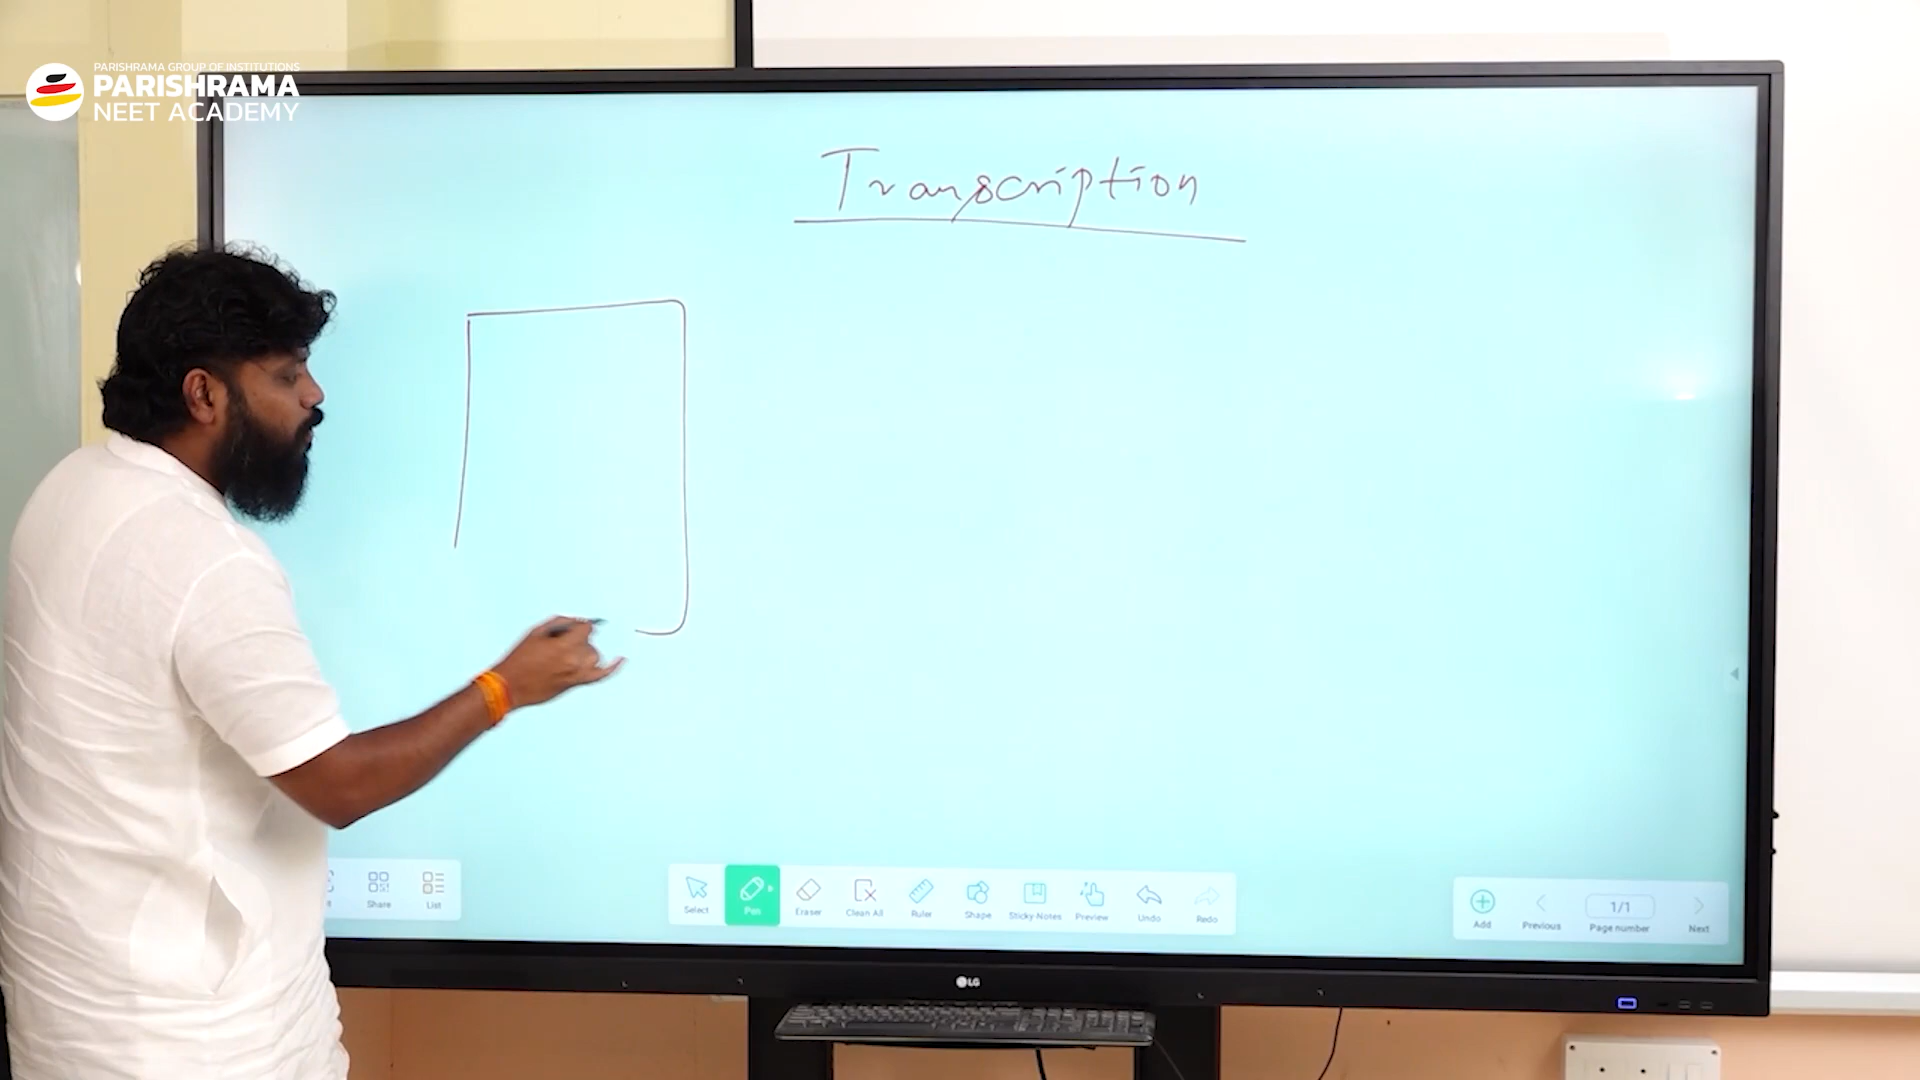 PARISHRAMA GROUP OF INSTITUTIONS
PARISHRAMA
NEET ACADEMY
Transcription
Share
List
Select
Pen
Eraser
Clean All
Ruler
Shape
Sticky-Notes
Preview
Undo
Redo
Add
Previous
1/1
Page number
Next
LG